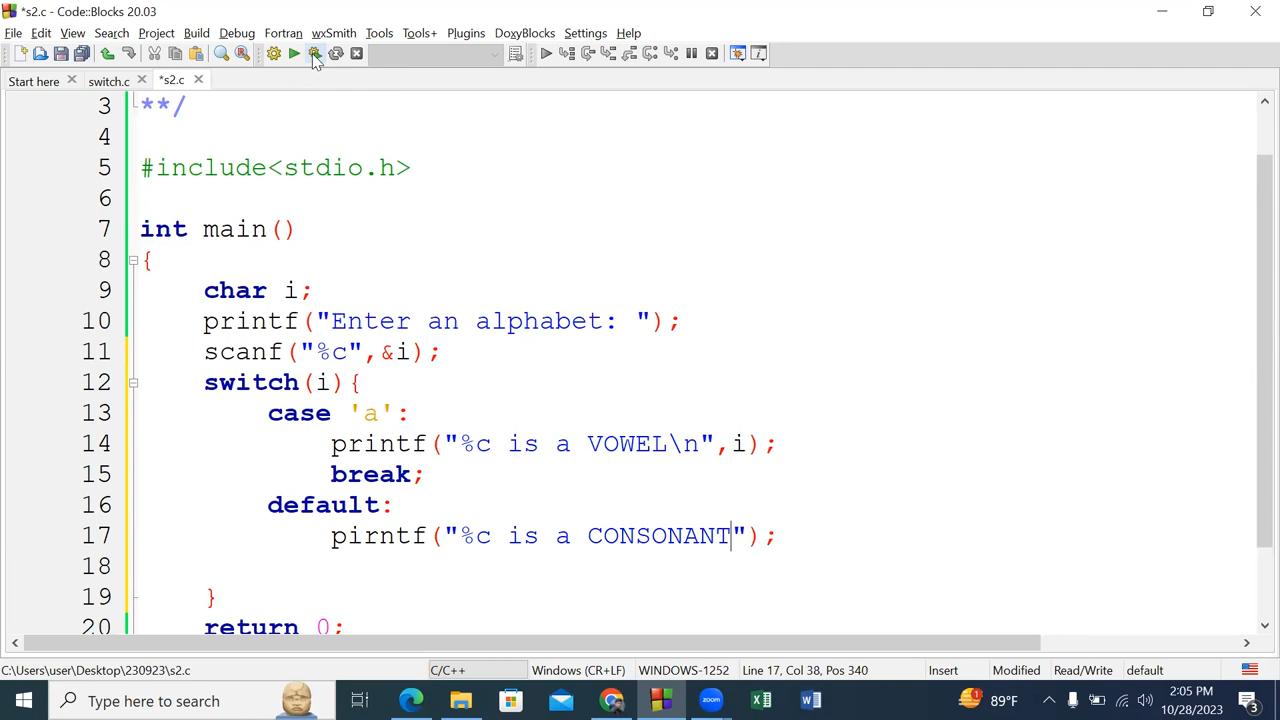 *s2.c - Code::Blocks 20.03
File Edit View Search Project Build Debug Fortran wxSmith Tools Tools+ Plugins DoxyBlocks Settings Help
Start here switch.c *s2.c
3 **/
4
5 #include<stdio.h>
6
7 int main()
8 {
9 char i;
10 printf("Enter an alphabet: ");
11 scanf("%c",&i);
12 switch(i){
13 case 'a':
14 printf("%c is a VOWEL\n",i);
15 break;
16 default:
17 pirntf("%c is a CONSONANT");
18
19 }
20 return 0;
C:\Users\user\Desktop\230923\s2.c C/C++ Windows (CR+LF) WINDOWS-1252 Line 17, Col 38, Pos 340 Insert Modified Read/Write default
Type here to search zoom 1 89°F 2:05 PM 3
10/28/2023